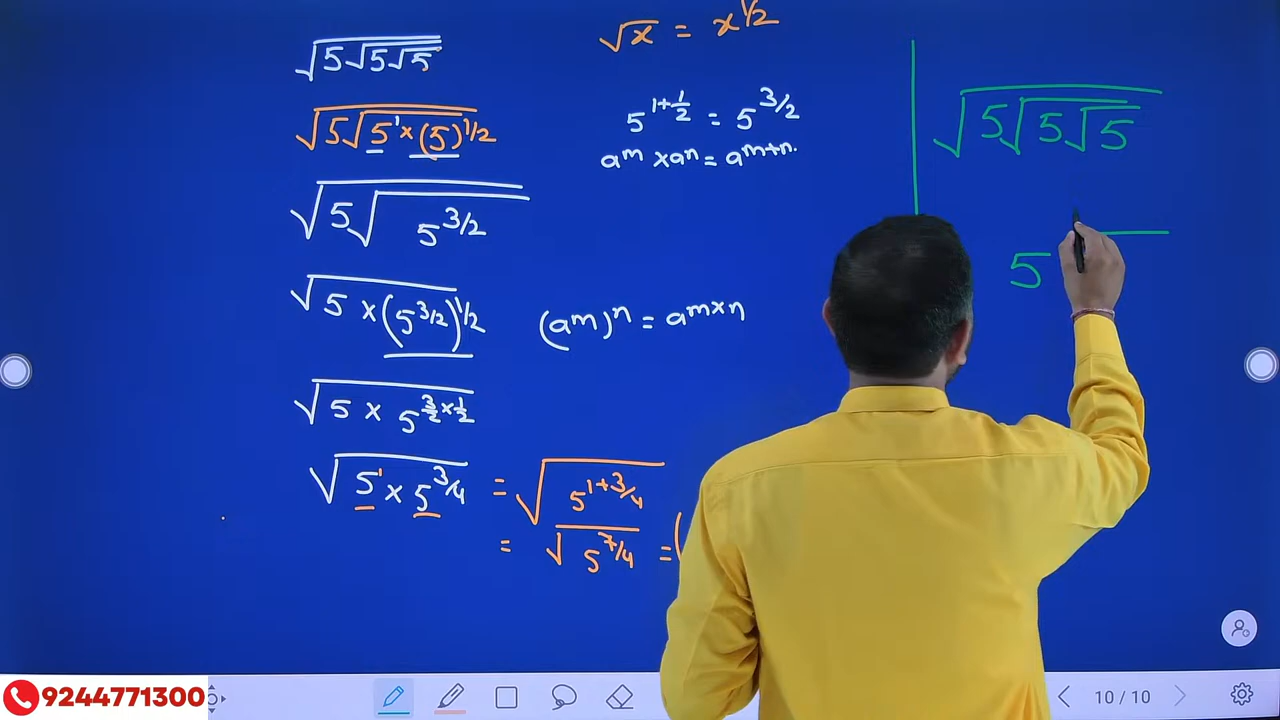 √5√5√5
√5√5¹×(5)^1/2
√5√5^3/2
√5×(5^3/2)^1/2
√5×5^3/2×1/2
√5¹×5^3/4 = √5^1+3/4
= √5^7/4 = (
√x = x^1/2
5^1+1/2 = 5^3/2
a^m × a^n = a^m+n.
(a^m)^n = a^m×n
√5√5√5
5
9244771300
10/10